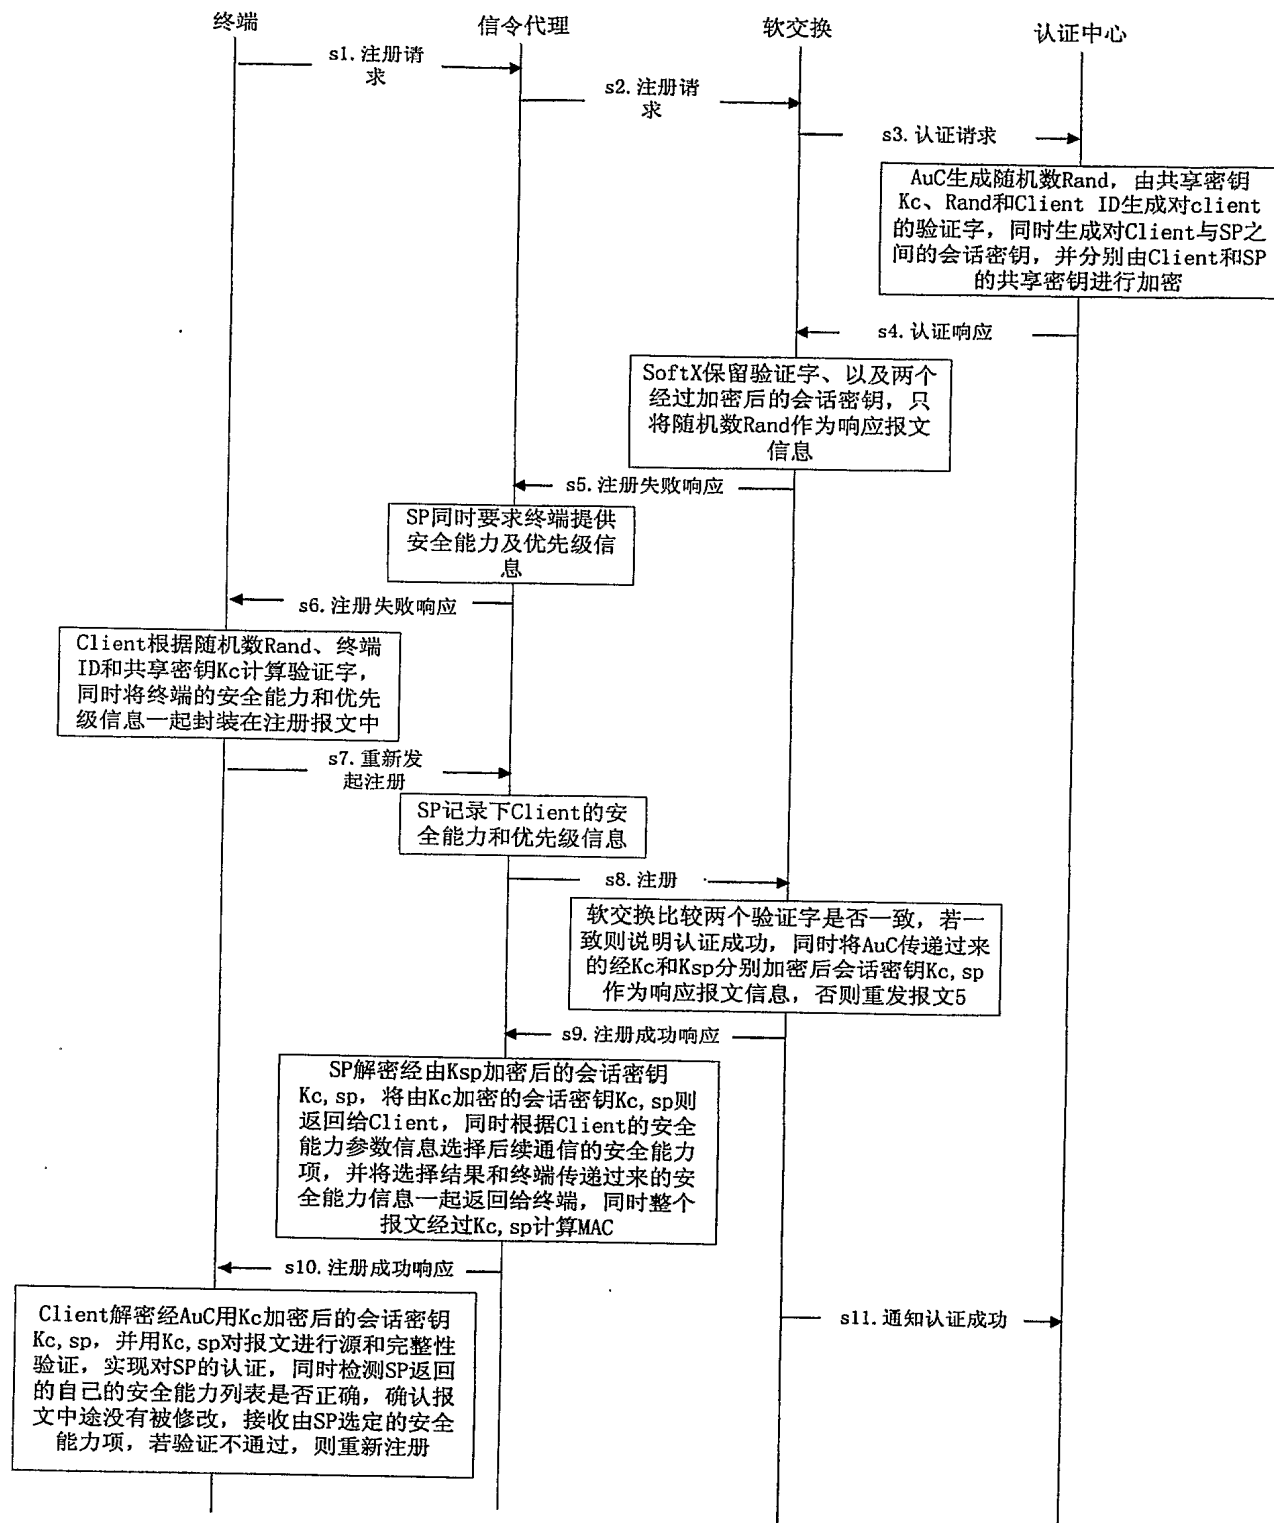 终端
信令代理
软交换
认证中心
s1.注册请
求
s2.注册请
求
s3.认证请求
AuC生成随机数Rand，由共享密钥
Kc、Rand和Client ID生成对client
的验证字，同时生成对Client与SP之
间的会话密钥，并分别由Client和SP
的共享密钥进行加密
s4.认证响应
SoftX保留验证字、以及两个
经过加密后的会话密钥，只
将随机数Rand作为响应报文
信息
s5.注册失败响应
SP同时要求终端提供
安全能力及优先级信
息
s6.注册失败响应
Client根据随机数Rand、终端
ID和共享密钥Kc计算验证字，
同时将终端的安全能力和优先
级信息一起封装在注册报文中
s7.重新发
起注册
SP记录下Client的安
全能力和优先级信息
s8.注册
软交换比较两个验证字是否一致，若一
致则说明认证成功，同时将AuC传递过来
的经Kc和Ksp分别加密后会话密钥Kc,sp
作为响应报文信息，否则重发报文5
s9.注册成功响应
SP解密经由Ksp加密后的会话密钥
Kc,sp，将由Kc加密的会话密钥Kc,sp则
返回给Client，同时根据Client的安全
能力参数信息选择后续通信的安全能力
项，并将选择结果和终端传递过来的安
全能力信息一起返回给终端，同时整个
报文经过Kc,sp计算MAC
s10.注册成功响应
s11.通知认证成功
Client解密经AuC用Kc加密后的会话密钥
Kc,sp，并用Kc,sp对报文进行源和完整性
验证，实现对SP的认证，同时检测SP返回
的自己的安全能力列表是否正确，确认报
文中途没有被修改，接收由SP选定的安全
能力项，若验证不通过，则重新注册